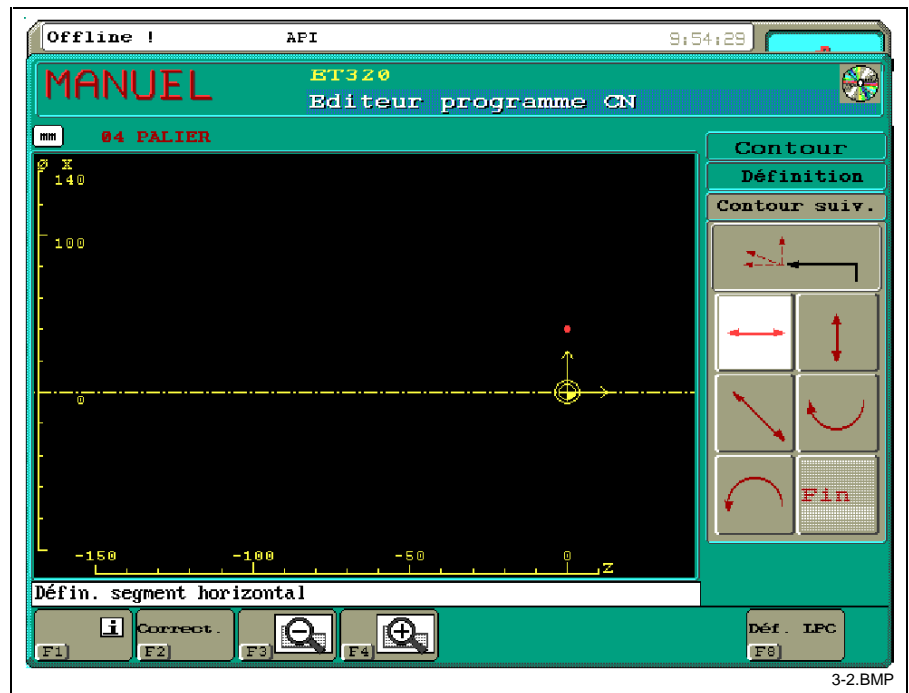 Offline ! API 9:54:29
MANUEL BT320
Editeur programme CN
mm 04 PALIER
Contour
Définition
Contour suiv.
Ø X
140
100
0
-150 -100 -50 0 Z
Fin
Défin. segment horizontal
F1 i F2 Correct. F3 F4 F8 Déf. LPC
3-2.BMP